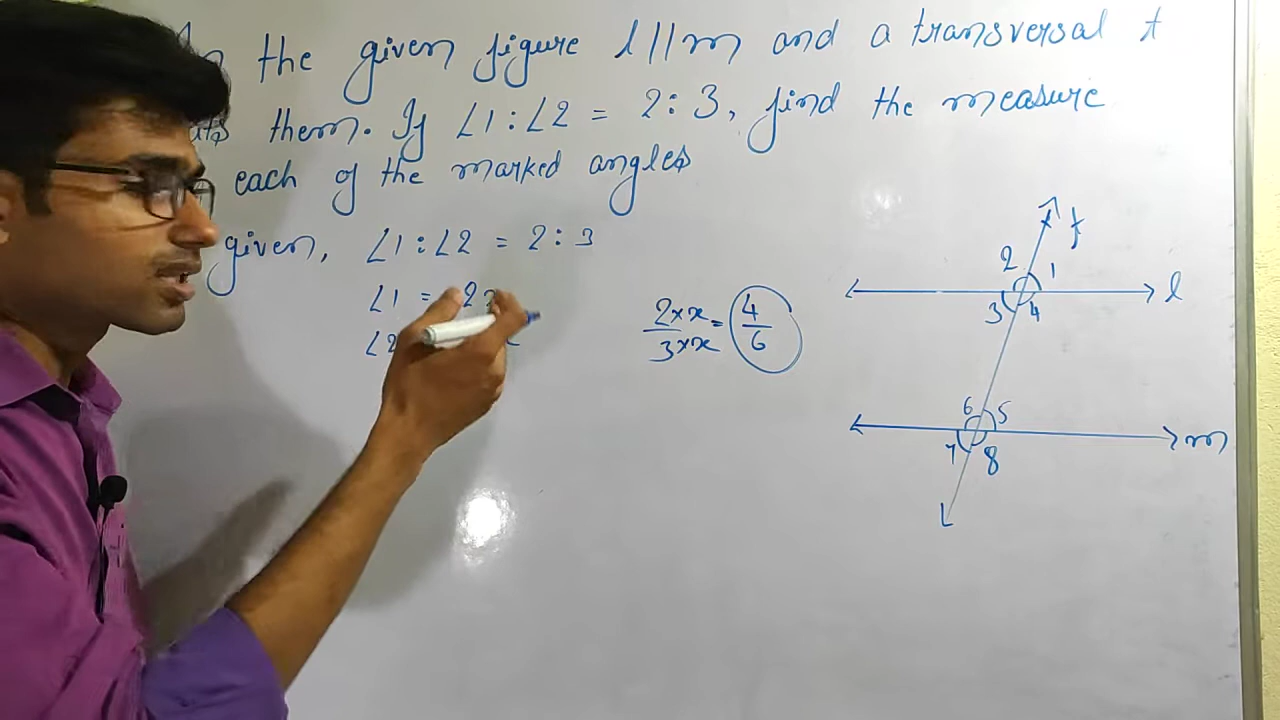 the given figure l//m and a transversal t
them. If ∠1:∠2 = 2:3, find the measure
each of the marked angles
given, ∠1:∠2 = 2:3
∠1 = 2x
∠2
2×x/3×x = 4/6
t
2 1
l
3 4
6 5
m
7 8